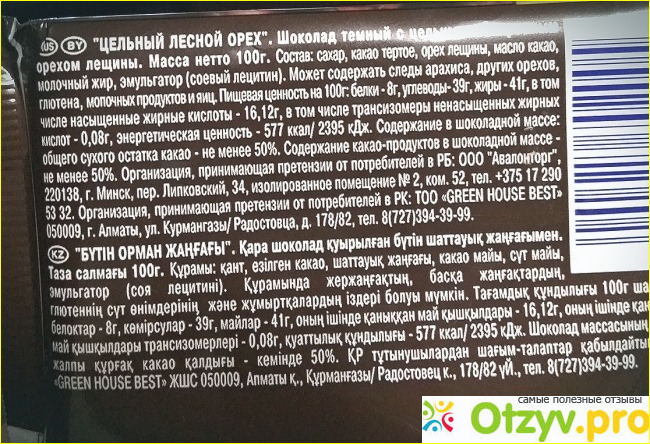 RUS BY "ЦЕЛЬНЫЙ ЛЕСНОЙ ОРЕХ". Шоколад темный с
орехом лещины. Масса нетто 100г. Состав: сахар, какао тертое, орех лещины, масло какао,
молочный жир, эмульгатор (соевый лецитин). Может содержать следы арахиса, других орехов,
глютена, молочных продуктов и яиц. Пищевая ценность на 100г: белки - 8г, углеводы- 39г, жиры - 41г, в том
числе насыщенные жирные кислоты - 16,12г, в том числе трансизомеры ненасыщенных жирных
кислот - 0,08г, энергетическая ценность - 577 ккал/ 2395 кДж. Содержание в шоколадной массе:
общего сухого остатка какао - не менее 50%. Содержание какао-продуктов в шоколадной массе -
не менее 50%. Организация, принимающая претензии от потребителей в РБ: ООО "Авалонторг",
220138, г. Минск, пер. Липковский, 34, изолированное помещение № 2, ком. 52, тел. +375 17 290
53 32. Организация, принимающая претензии от потребителей в РК: ТОО «GREEN HOUSE BEST»
050009, г. Алматы, ул. Курмангазы/ Радостовца, д. 178/82, тел. 8(727)394-39-99.
KZ "БҮТІН ОРМАН ЖАҢҒАҒЫ". Қара шоколад қуырылған бүтін шаттауық жаңғағымен.
Таза салмағы 100г. Құрамы: қант, езілген какао, шаттауық жаңғағы, какао майы, сүт майы,
эмульгатор (соя лецитині). Құрамында жержаңғақтың, басқа жаңғақтардың,
глютеннің сүт өнімдерінің және жұмыртқалардың іздері болуы мүмкін. Тағамдық құндылығы 100г ша
белоктар - 8г, көмірсулар - 39г, майлар - 41г, оның ішінде қаныққан май қышқылдары - 16,12г, оның ішінде қан
май қышқылдары трансизомерлері - 0,08г, қуаттылық құндылығы - 577 ккал/ 2395 кДж. Шоколад массасының
жалпы құрғақ какао қалдығы - кемінде 50%. ҚР тұтынушылардан шағым-талаптар қабылдайты
«GREEN HOUSE BEST» ЖШС 050009, Алматы қ., Құрманғазы/ Радостовец к., 178/82 үй., тел. 8(727)394-39-99.
самые полезные отзывы
Otzyv.pro